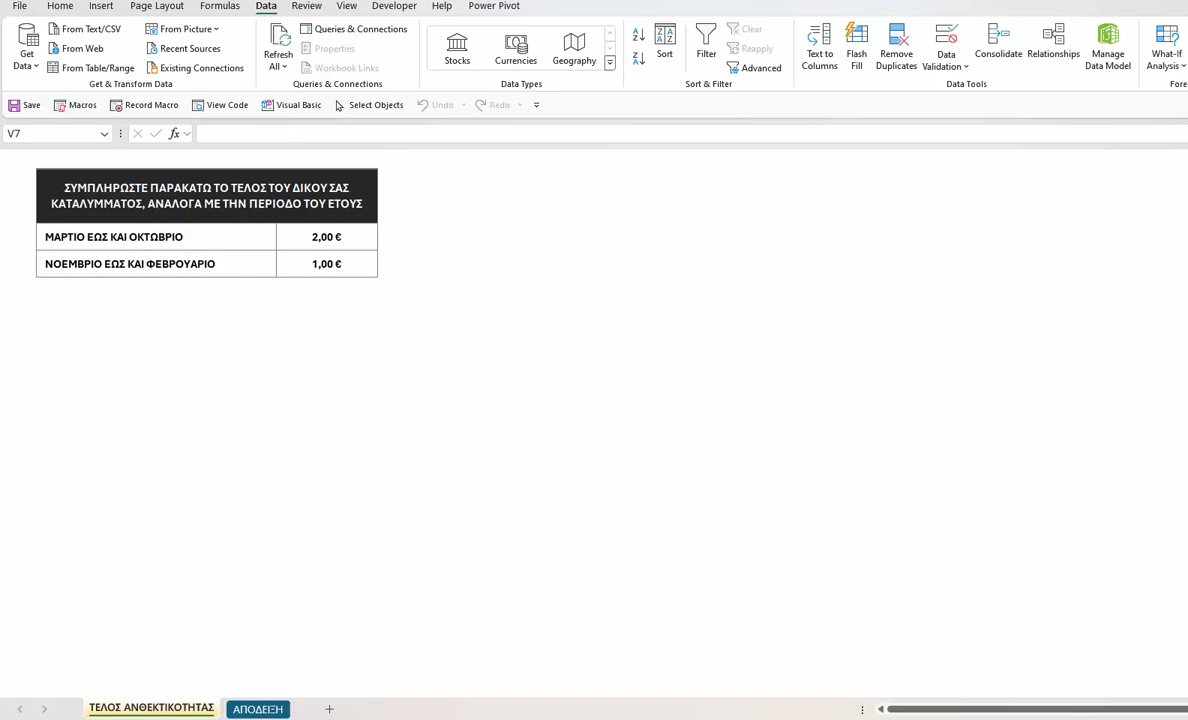 File Home Insert Page Layout Formulas Data Review View Developer Help Power Pivot
From Text/CSV From Picture Queries & Connections Clear
Get Data From Web Recent Sources Refresh All Properties Stocks Currencies Geography Sort Filter Reapply Text to Columns Flash Fill Remove Duplicates Data Validation Consolidate Relationships Manage Data Model What-If Analysis
From Table/Range Existing Connections Workbook Links Advanced
Get & Transform Data Queries & Connections Data Types Sort & Filter Data Tools Fore
Save Macros Record Macro View Code Visual Basic Select Objects Undo Redo
V7 fx
ΣΥΜΠΛΗΡΩΣΤΕ ΠΑΡΑΚΑΤΩ ΤΟ ΤΕΛΟΣ ΤΟΥ ΔΙΚΟΥ ΣΑΣ
ΚΑΤΑΛΥΜΜΑΤΟΣ, ΑΝΑΛΟΓΑ ΜΕ ΤΗΝ ΠΕΡΙΟΔΟ ΤΟΥ ΕΤΟΥΣ
ΜΑΡΤΙΟ ΕΩΣ ΚΑΙ ΟΚΤΩΒΡΙΟ 2,00 €
ΝΟΕΜΒΡΙΟ ΕΩΣ ΚΑΙ ΦΕΒΡΟΥΑΡΙΟ 1,00 €
ΤΕΛΟΣ ΑΝΘΕΚΤΙΚΟΤΗΤΑΣ ΑΠΟΔΕΙΞΗ